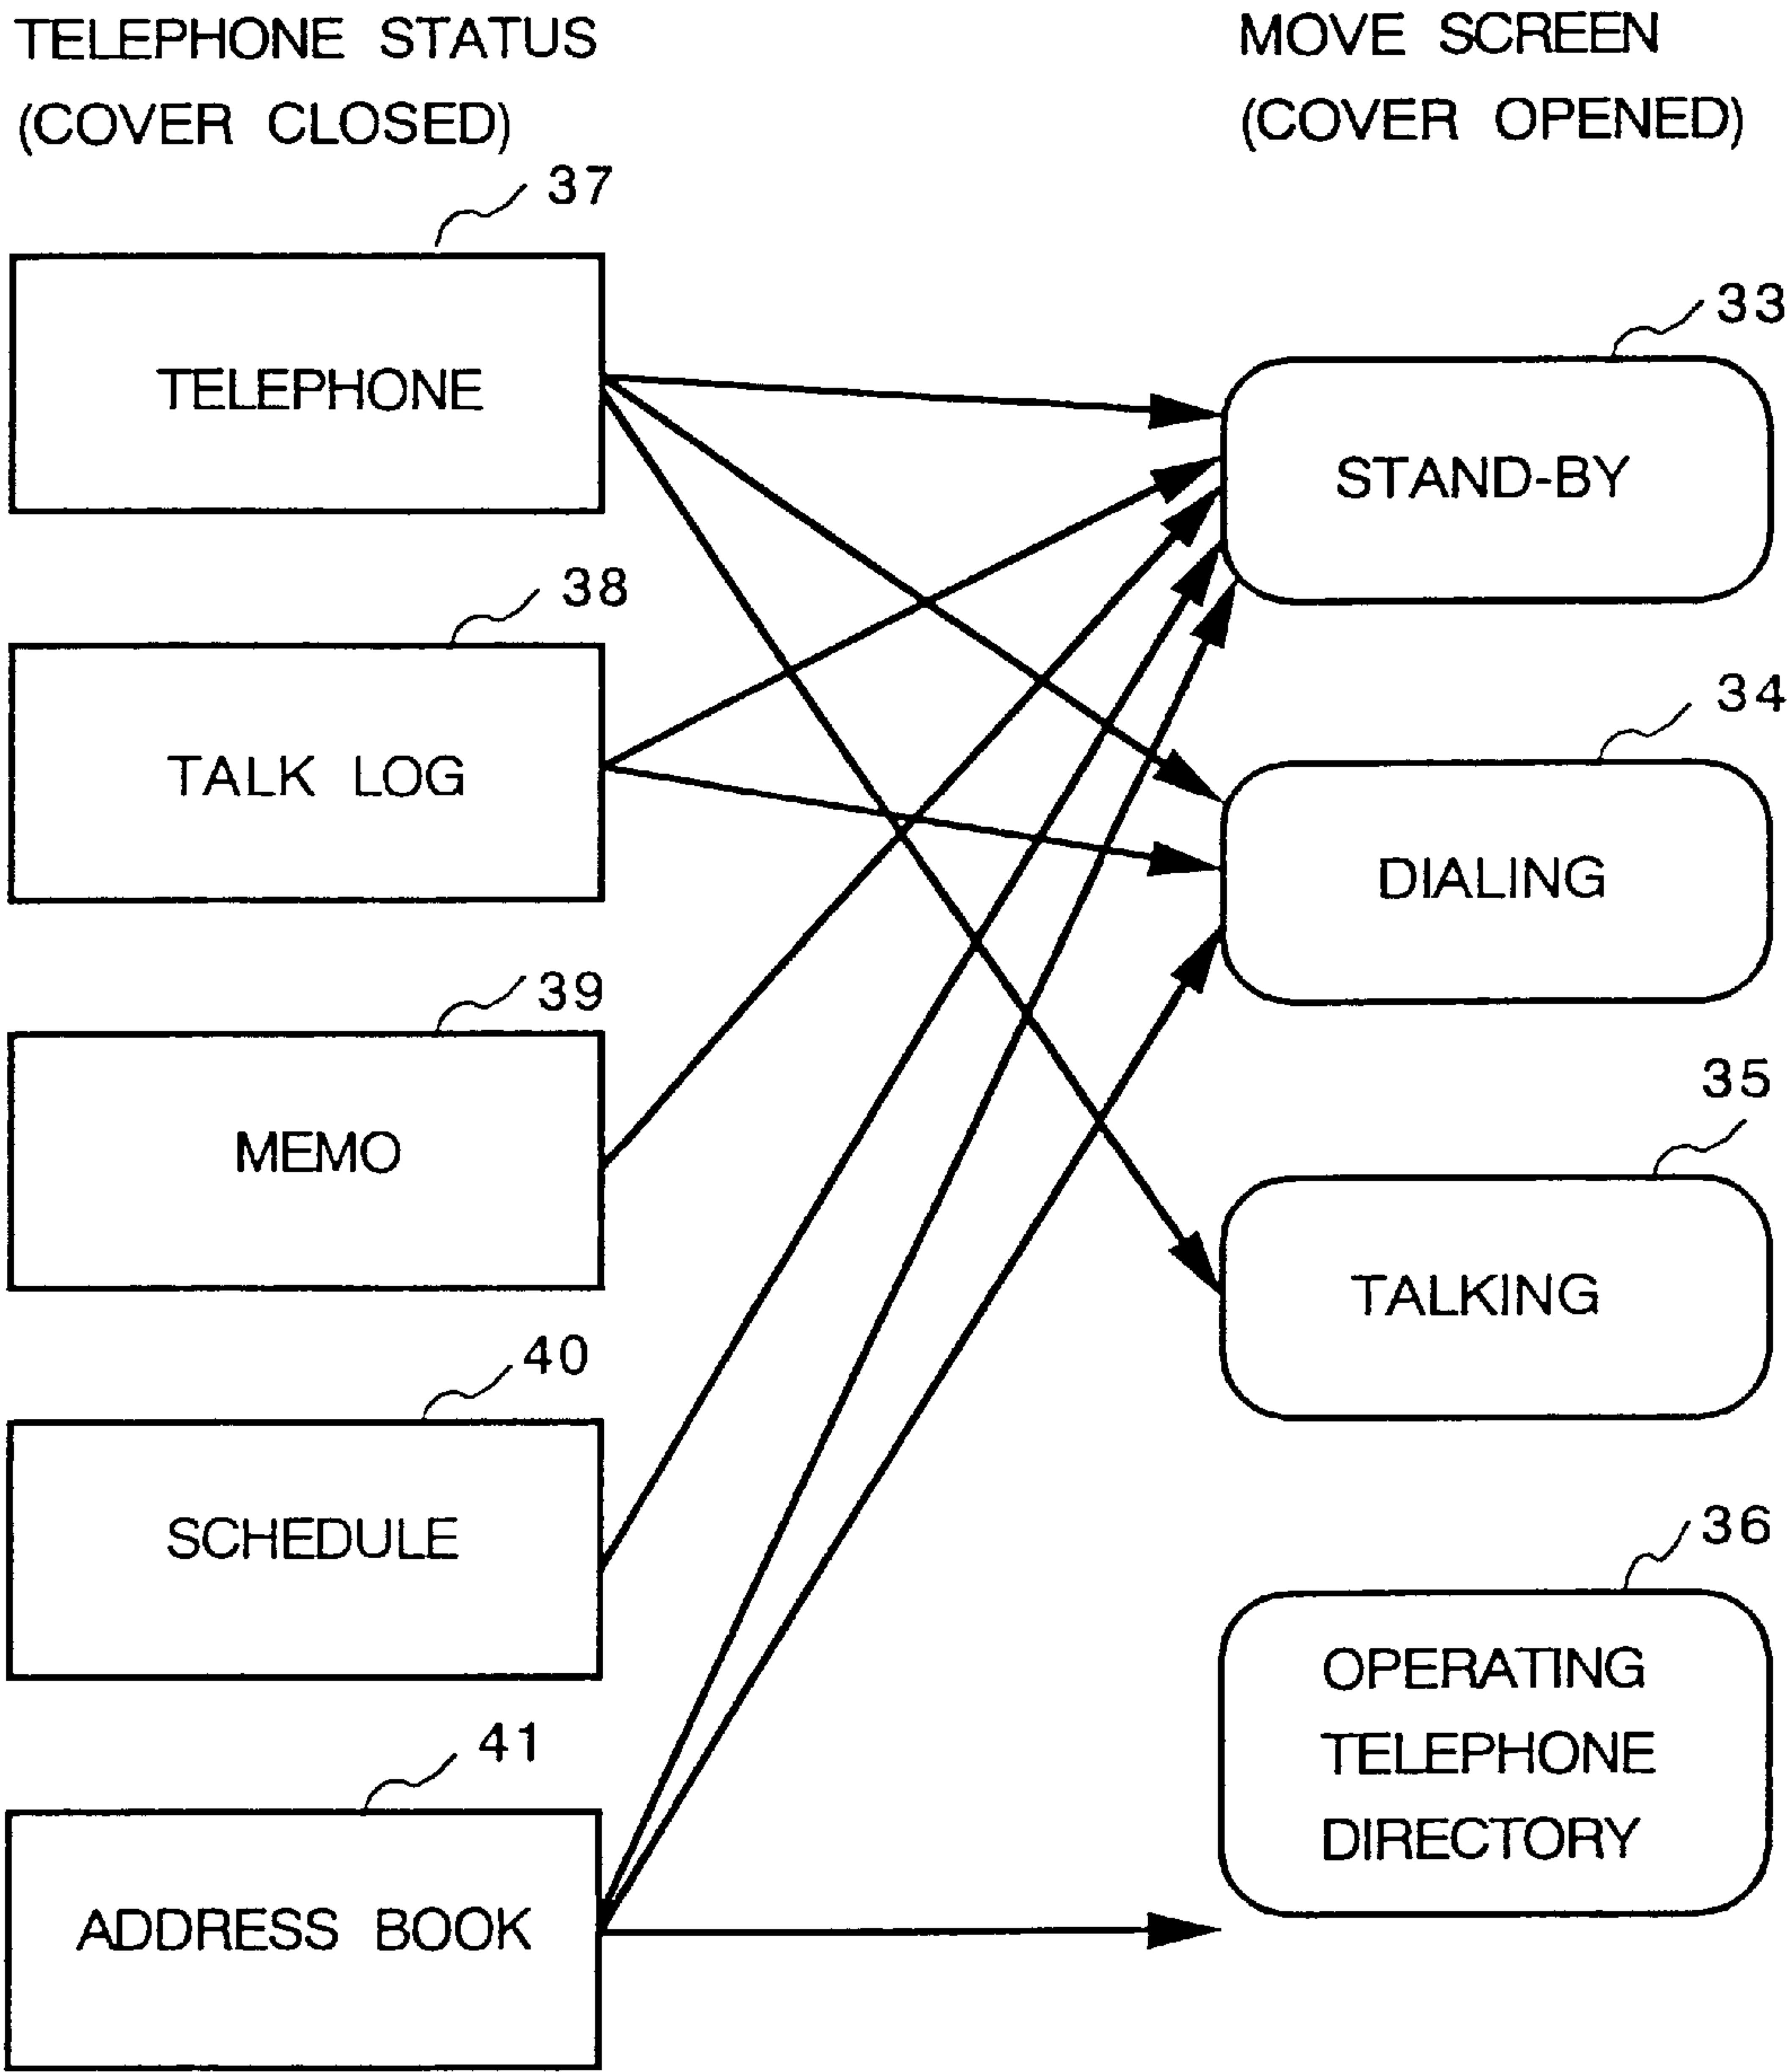 TELEPHONE STATUS
(COVER CLOSED)
MOVE SCREEN
(COVER OPENED)
37
TELEPHONE
38
TALK LOG
39
MEMO
40
SCHEDULE
41
ADDRESS BOOK
33
STAND-BY
34
DIALING
35
TALKING
36
OPERATING
TELEPHONE
DIRECTORY